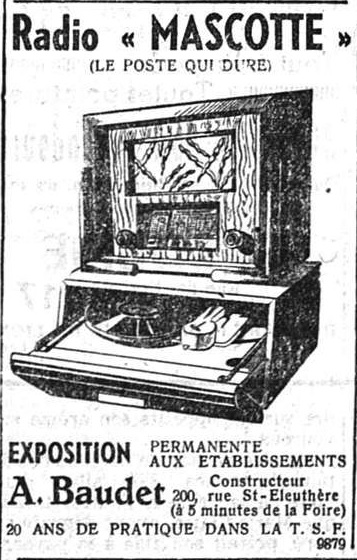 Radio « MASCOTTE »
(LE POSTE QUI DURE)
EXPOSITION PERMANENTE AUX ETABLISSEMENTS
A. Baudet Constructeur
200, rue St-Eleuthère
(à 5 minutes de la Foire)
20 ANS DE PRATIQUE DANS LA T. S. F.
9879